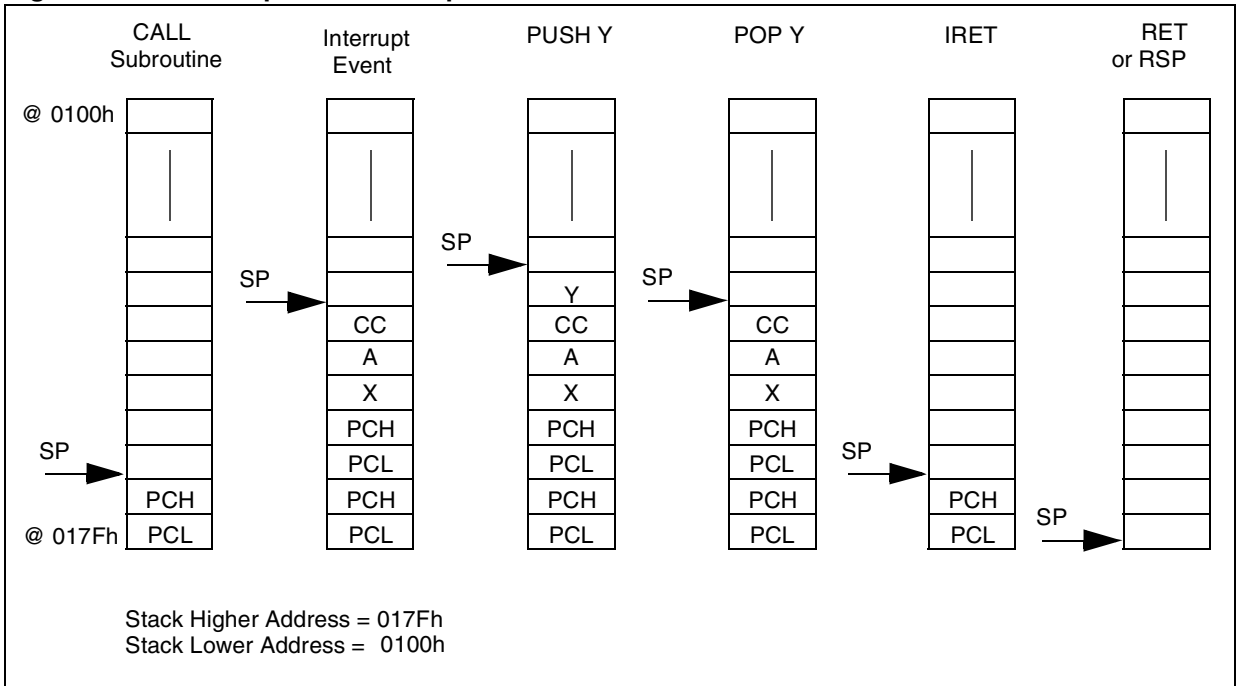 CALL Subroutine
Interrupt Event
PUSH Y
POP Y
IRET
RET or RSP
@ 0100h
SP
SP
SP
Y
CC
CC
CC
A
A
A
X
X
X
PCH
PCH
PCH
SP
SP
PCL
PCL
PCL
PCH
PCH
PCH
PCH
PCH
SP
@ 017Fh
PCL
PCL
PCL
PCL
PCL
Stack Higher Address = 017Fh
Stack Lower Address = 0100h